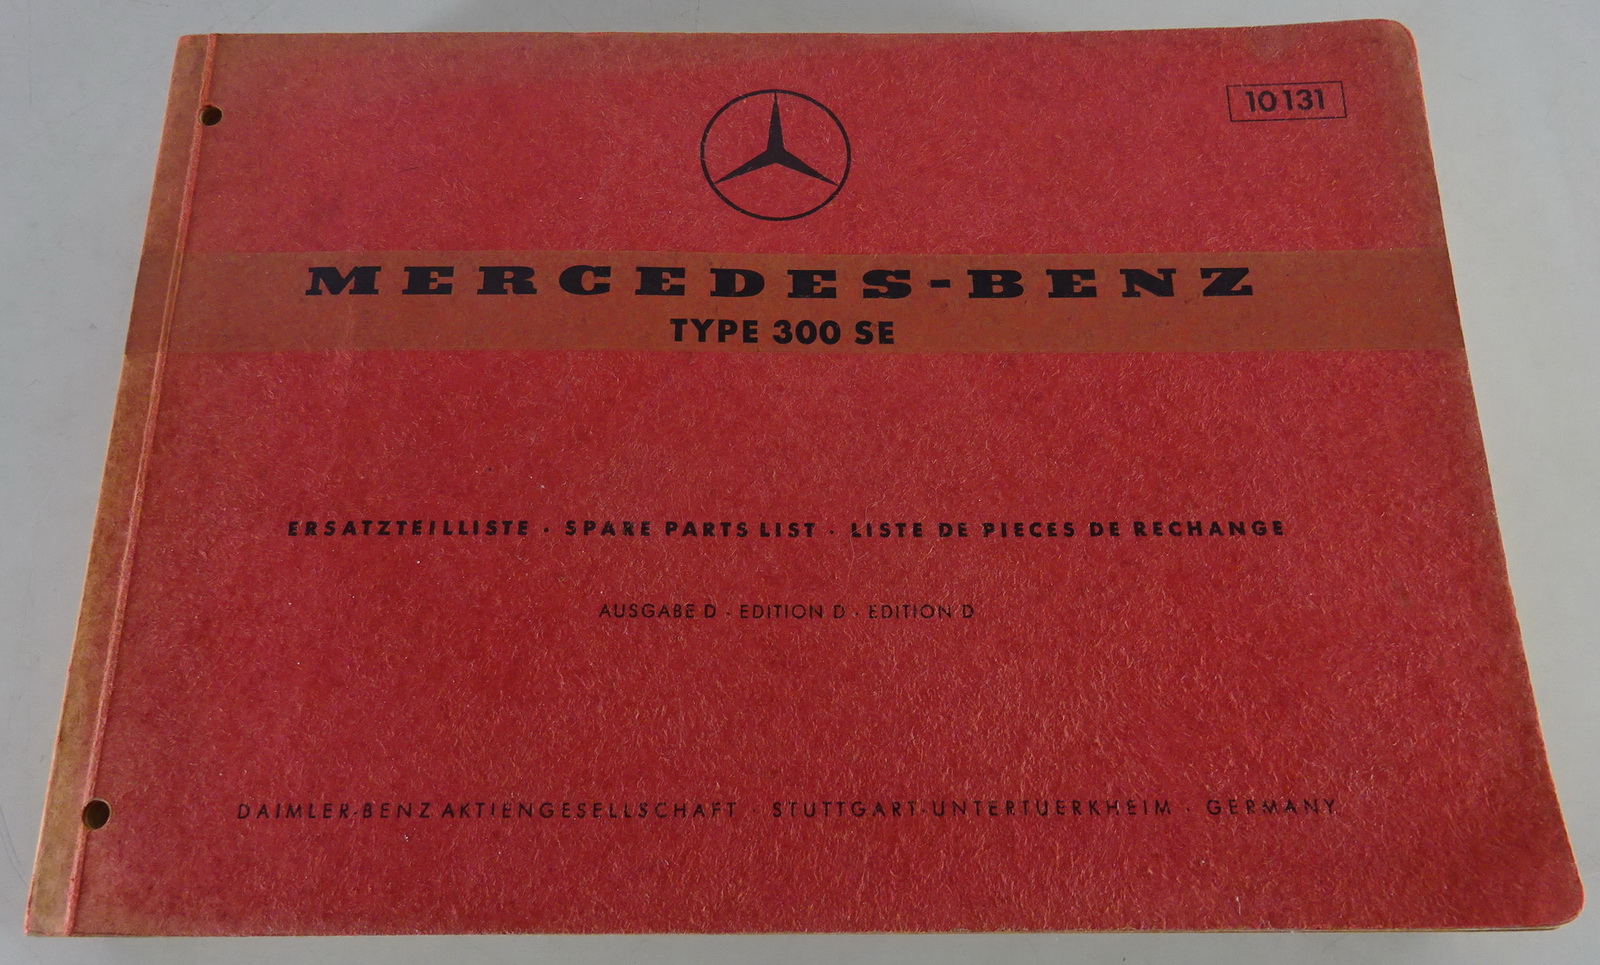 10131
MERCEDES-BENZ
TYPE 300 SE
ERSATZTEILLISTE · SPARE PARTS LIST · LISTE DE PIECES DE RECHANGE
AUSGABE D · EDITION D · EDITION D
DAIMLER-BENZ AKTIENGESELLSCHAFT · STUTTGART-UNTERTUERKHEIM · GERMANY